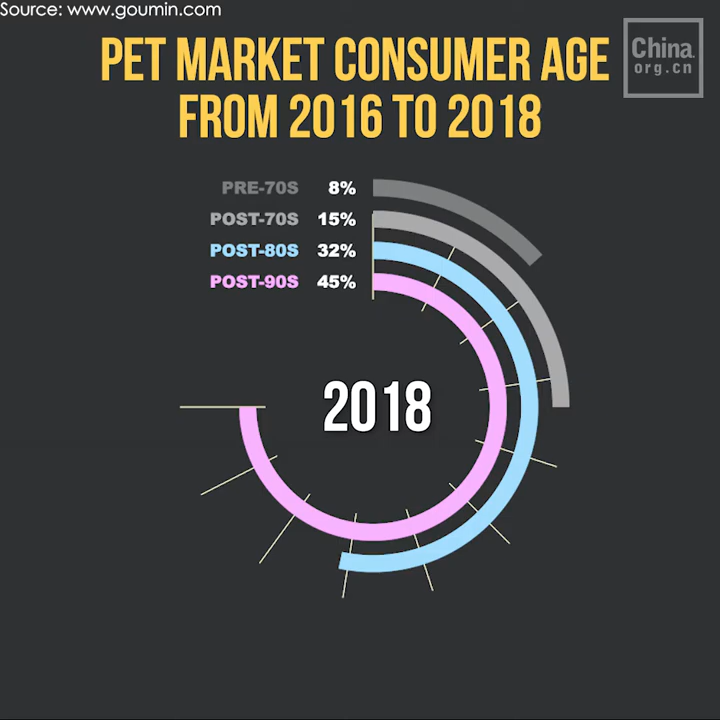 Source: www.goumin.com
China
org.cn
PET MARKET CONSUMER AGE
FROM 2016 TO 2018
PRE-70S 8%
POST-70S 15%
POST-80S 32%
POST-90S 45%
2018